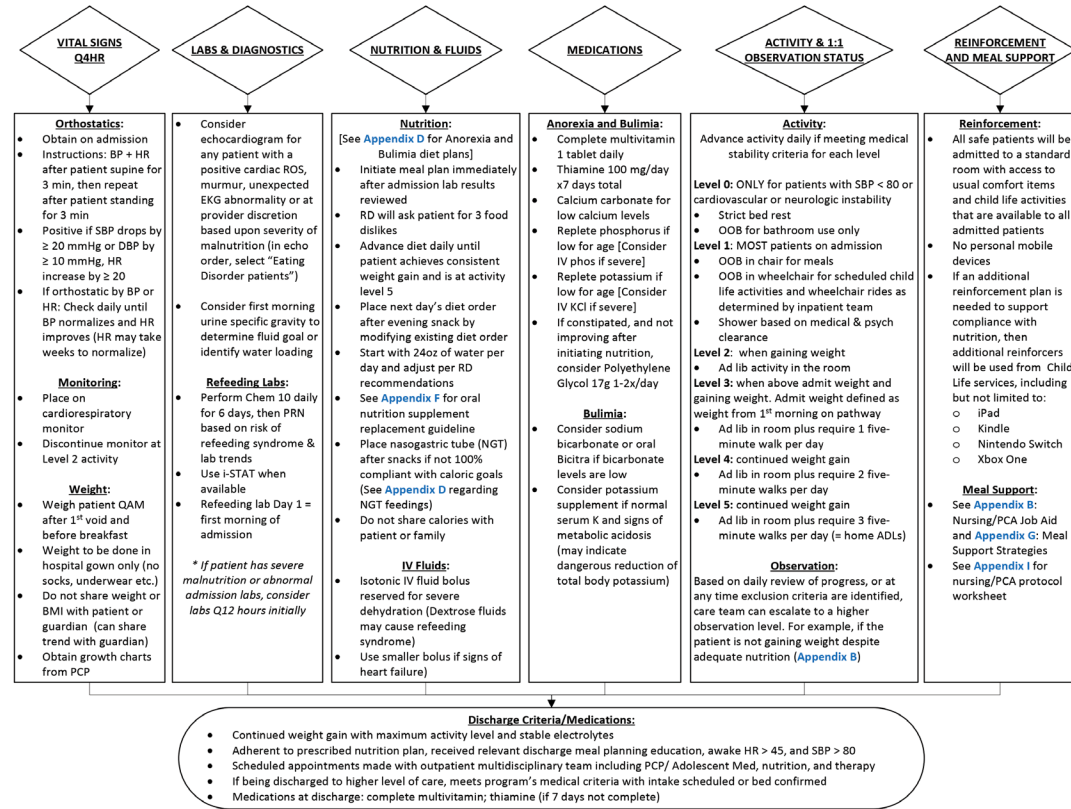 VITAL SIGNS
Q4HR
LABS & DIAGNOSTICS
NUTRITION & FLUIDS
MEDICATIONS
ACTIVITY & 1:1
OBSERVATION STATUS
REINFORCEMENT
AND MEAL SUPPORT
Orthostatics:
• Obtain on admission
• Instructions: BP + HR
after patient supine for
3 min, then repeat
after patient standing
for 3 min
• Positive if SBP drops by
≥ 20 mmHg or DBP by
≥ 10 mmHg, HR
increase by ≥ 20
• If orthostatic by BP or
HR: Check daily until
BP normalizes and HR
improves (HR may take
weeks to normalize)
Monitoring:
• Place on
cardiorespiratory
monitor
• Discontinue monitor at
Level 2 activity
Weight:
• Weigh patient QAM
after 1st void and
before breakfast
• Weight to be done in
hospital gown only (no
socks, underwear etc.)
• Do not share weight or
BMI with patient or
guardian (can share
trend with guardian)
• Obtain growth charts
from PCP
• Consider
echocardiogram for
any patient with a
positive cardiac ROS,
murmur, unexpected
EKG abnormality or at
provider discretion
based upon severity of
malnutrition (in echo
order, select "Eating
Disorder patients")
• Consider first morning
urine specific gravity to
determine fluid goal or
identify water loading
Refeeding Labs:
• Perform Chem 10 daily
for 6 days, then PRN
based on risk of
refeeding syndrome &
lab trends
• Use i-STAT when
available
• Refeeding lab Day 1 =
first morning of
admission
* If patient has severe
malnutrition or abnormal
admission labs, consider
labs Q12 hours initially
Nutrition:
[See Appendix D for Anorexia and
Bulimia diet plans]
• Initiate meal plan immediately
after admission lab results
reviewed
• RD will ask patient for 3 food
dislikes
• Advance diet daily until
patient achieves consistent
weight gain and is at activity
level 5
• Place next day's diet order
after evening snack by
modifying existing diet order
• Start with 24oz of water per
day and adjust per RD
recommendations
• See Appendix F for oral
nutrition supplement
replacement guideline
• Place nasogastric tube (NGT)
after snacks if not 100%
compliant with caloric goals
(See Appendix D regarding
NGT feedings)
• Do not share calories with
patient or family
IV Fluids:
• Isotonic IV fluid bolus
reserved for severe
dehydration (Dextrose fluids
may cause refeeding
syndrome)
• Use smaller bolus if signs of
heart failure)
Anorexia and Bulimia:
• Complete multivitamin
1 tablet daily
• Thiamine 100 mg/day
x7 days total
• Calcium carbonate for
low calcium levels
• Replete phosphorus if
low for age [Consider
IV phos if severe]
• Replete potassium if
low for age [Consider
IV KCl if severe]
• If constipated, and not
improving after
initiating nutrition,
consider Polyethylene
Glycol 17g 1-2x/day
Bulimia:
• Consider sodium
bicarbonate or oral
Bicitra if bicarbonate
levels are low
• Consider potassium
supplement if normal
serum K and signs of
metabolic acidosis
(may indicate
dangerous reduction of
total body potassium)
Activity:
Advance activity daily if meeting medical
stability criteria for each level
Level 0: ONLY for patients with SBP < 80 or
cardiovascular or neurologic instability
• Strict bed rest
• OOB for bathroom use only
Level 1: MOST patients on admission
• OOB in chair for meals
• OOB in wheelchair for scheduled child
life activities and wheelchair rides as
determined by inpatient team
• Shower based on medical & psych
clearance
Level 2: when gaining weight
• Ad lib activity in the room
Level 3: when above admit weight and
gaining weight. Admit weight defined as
weight from 1st morning on pathway
• Ad lib in room plus require 1 five-
minute walk per day
Level 4: continued weight gain
• Ad lib in room plus require 2 five-
minute walks per day
Level 5: continued weight gain
• Ad lib in room plus require 3 five-
minute walks per day (= home ADLs)
Observation:
Based on daily review of progress, or at
any time exclusion criteria are identified,
care team can escalate to a higher
observation level. For example, if the
patient is not gaining weight despite
adequate nutrition (Appendix B)
Reinforcement:
• All safe patients will be
admitted to a standard
room with access to
usual comfort items
and child life activities
that are available to all
admitted patients
• No personal mobile
devices
• If an additional
reinforcement plan is
needed to support
compliance with
nutrition, then
additional reinforcers
will be used from Child
Life services, including
but not limited to:
o iPad
o Kindle
o Nintendo Switch
o Xbox One
Meal Support:
• See Appendix B:
Nursing/PCA Job Aid
and Appendix G: Meal
Support Strategies
• See Appendix I for
nursing/PCA protocol
worksheet
Discharge Criteria/Medications:
• Continued weight gain with maximum activity level and stable electrolytes
• Adherent to prescribed nutrition plan, received relevant discharge meal planning education, awake HR > 45, and SBP > 80
• Scheduled appointments made with outpatient multidisciplinary team including PCP/ Adolescent Med, nutrition, and therapy
• If being discharged to higher level of care, meets program's medical criteria with intake scheduled or bed confirmed
• Medications at discharge: complete multivitamin; thiamine (if 7 days not complete)